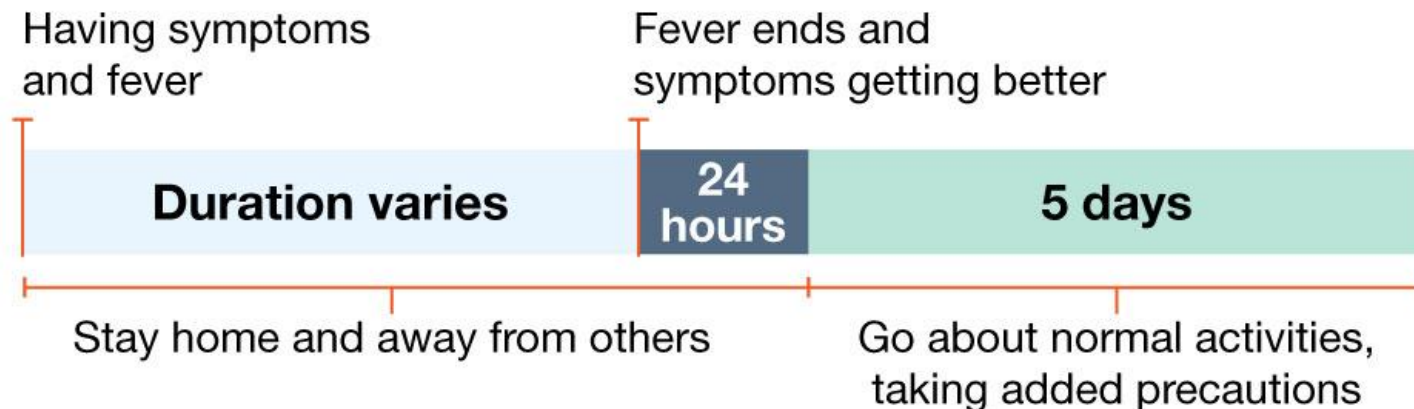 Having symptoms
and fever
Fever ends and
symptoms getting better
Duration varies
24
hours
5 days
Stay home and away from others
Go about normal activities,
taking added precautions